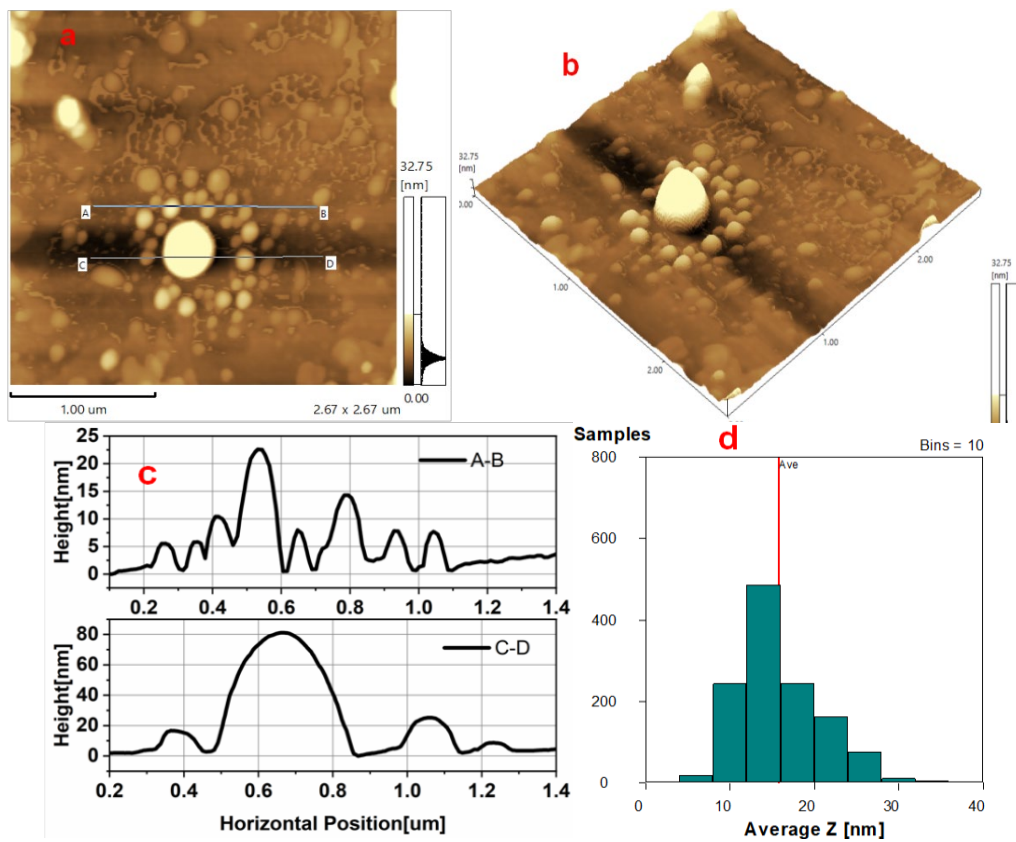 a
A
B
C
D
32.75
[nm]
0.00
1.00 um
2.67 x 2.67 um
b
32.75
[nm]
0.00
1.00
2.00
2.00
1.00
32.75
[nm]
c
25
20
15
10
5
0
Height[nm]
A-B
0.2 0.4 0.6 0.8 1.0 1.2 1.4
80
60
40
20
0
Height[nm]
C-D
0.2 0.4 0.6 0.8 1.0 1.2 1.4
Horizontal Position[um]
d
Samples
Bins = 10
Ave
800
600
400
200
0
0 10 20 30 40
Average Z [nm]